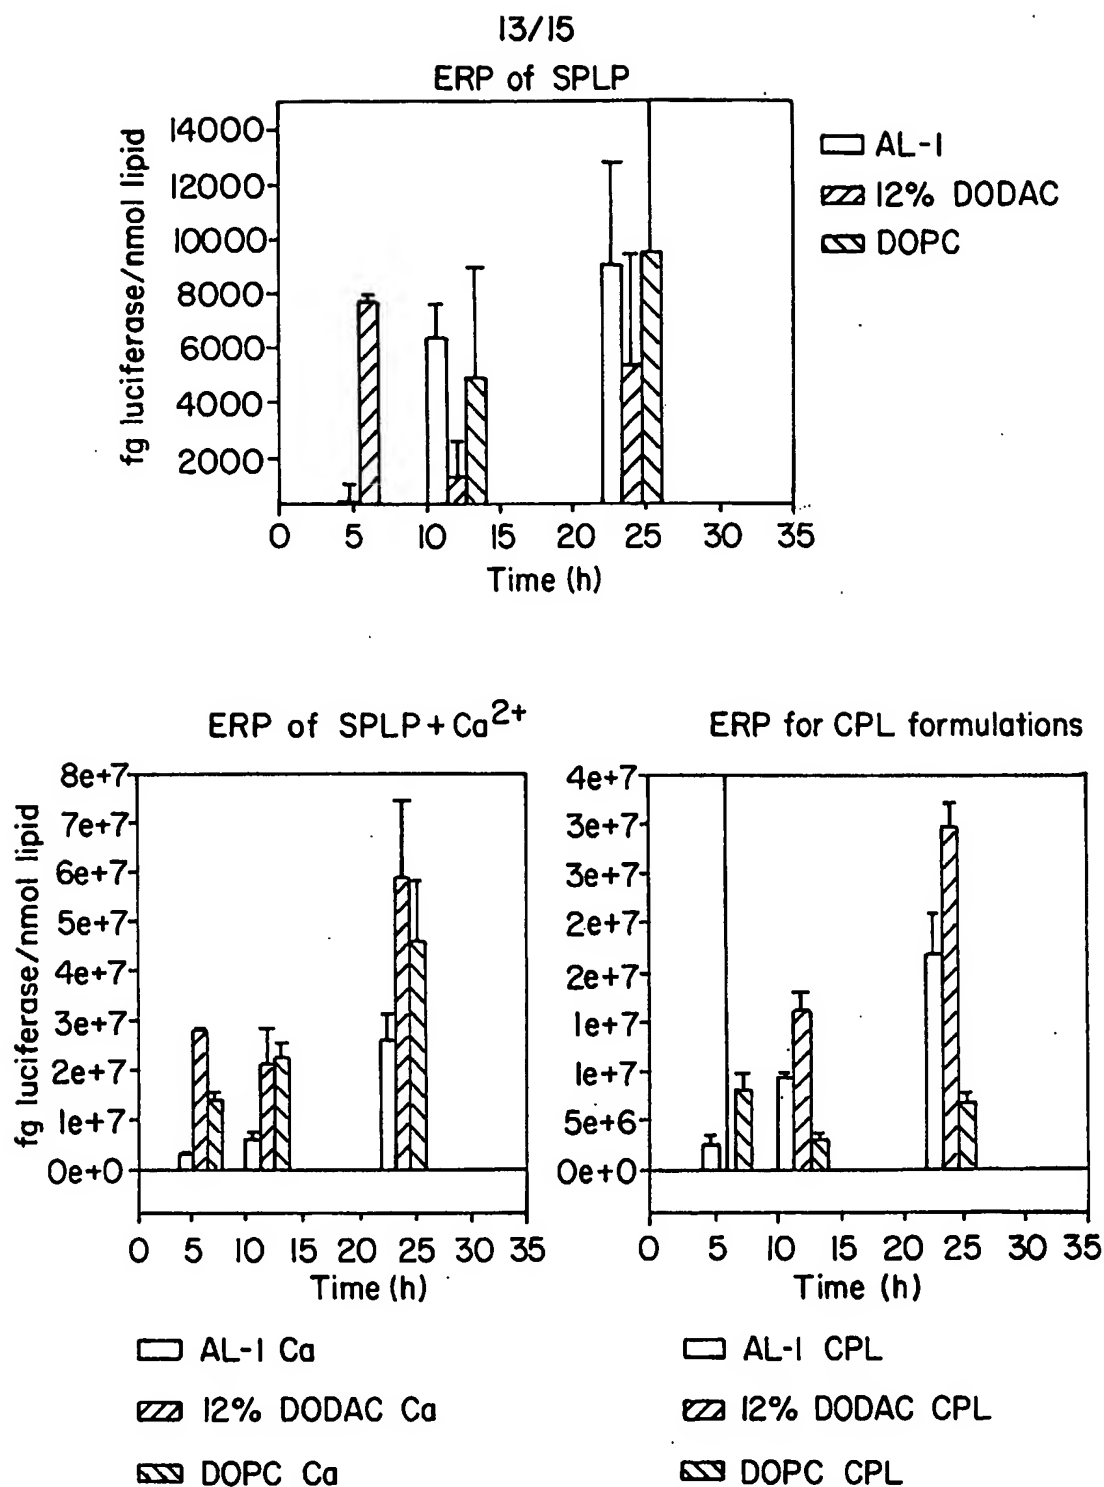 13/15
ERP of SPLP
fg luciferase/nmol lipid
14000
12000
10000
8000
6000
4000
2000
0 5 10 15 20 25 30 35
Time (h)
AL-1
12% DODAC
DOPC
ERP of SPLP + Ca2+
fg luciferase/nmol lipid
8e+7
7e+7
6e+7
5e+7
4e+7
3e+7
2e+7
1e+7
0e+0
0 5 10 15 20 25 30 35
Time (h)
AL-1 Ca
12% DODAC Ca
DOPC Ca
ERP for CPL formulations
4e+7
3e+7
3e+7
2e+7
2e+7
1e+7
1e+7
5e+6
0e+0
0 5 10 15 20 25 30 35
Time (h)
AL-1 CPL
12% DODAC CPL
DOPC CPL